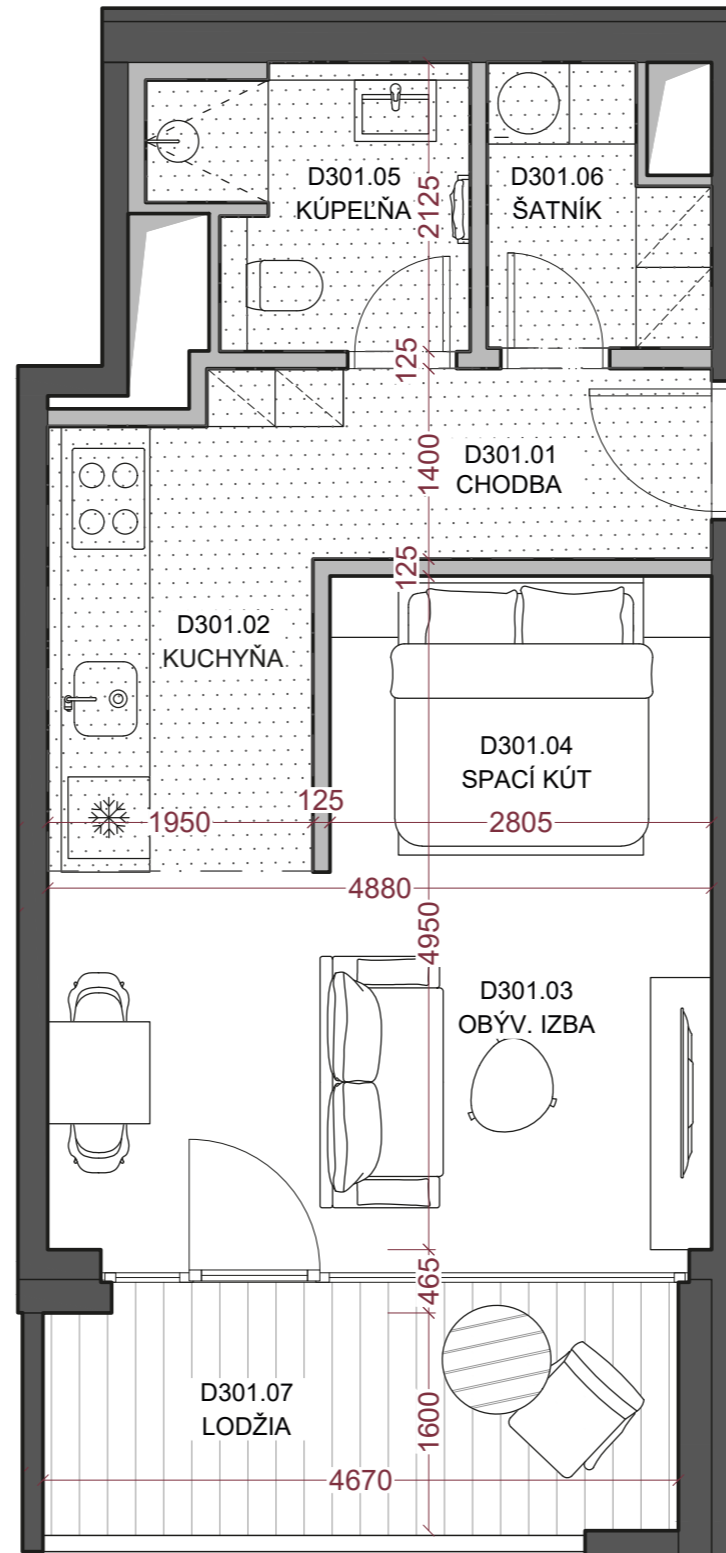 D301.05
KÚPEĽŇA
D301.06
ŠATNÍK
2125
125
D301.01
CHODBA
1400
125
D301.02
KUCHYŇA
D301.04
SPACÍ KÚT
1950
125
2805
4880
4950
D301.03
OBÝV. IZBA
465
D301.07
LODŽIA
1600
4670